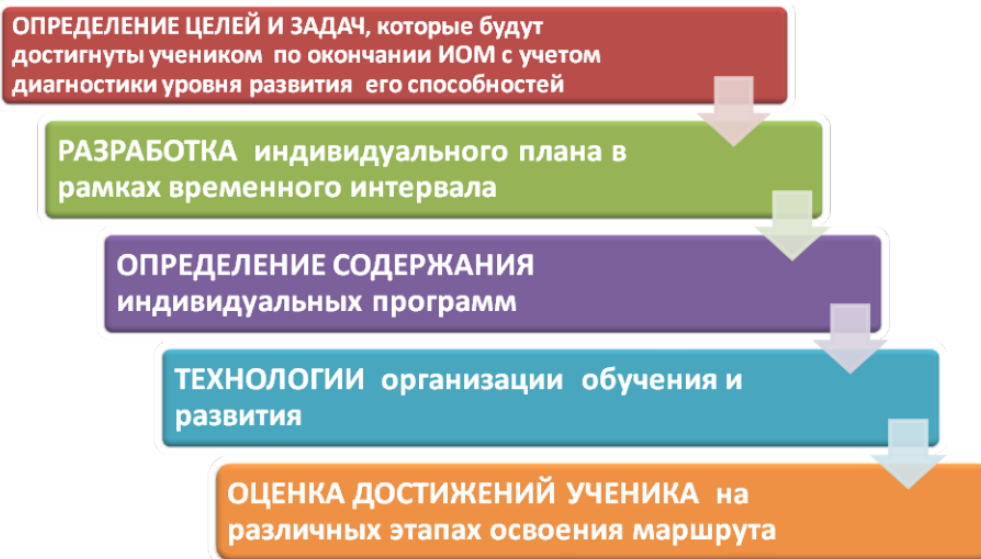 ОПРЕДЕЛЕНИЕ ЦЕЛЕЙ И ЗАДАЧ, которые будут
достигнуты учеником по окончании ИОМ с учетом
диагностики уровня развития его способностей
РАЗРАБОТКА индивидуального плана в
рамках временного интервала
ОПРЕДЕЛЕНИЕ СОДЕРЖАНИЯ
индивидуальных программ
ТЕХНОЛОГИИ организации обучения и
развития
ОЦЕНКА ДОСТИЖЕНИЙ УЧЕНИКА на
различных этапах освоения маршрута